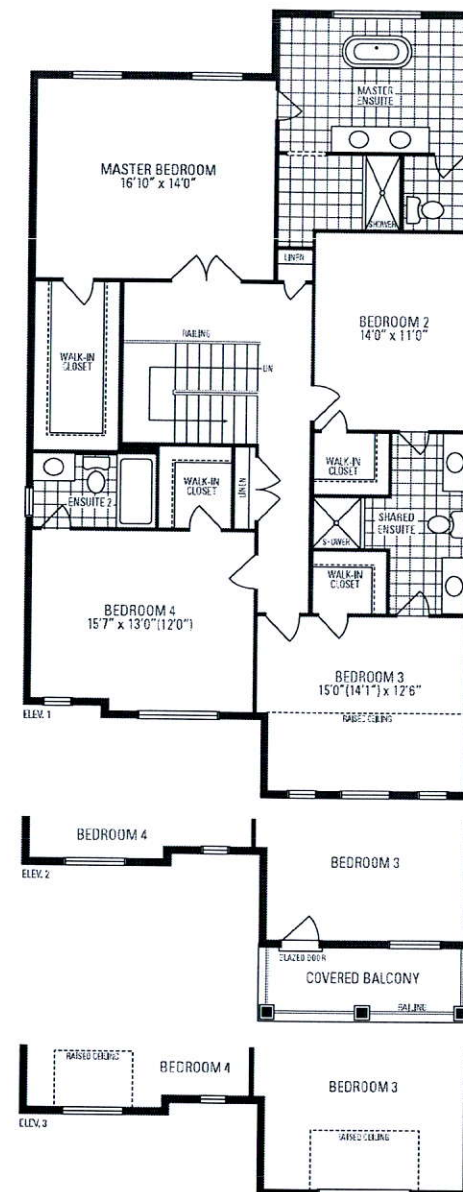 MASTER
ENSUITE
MASTER BEDROOM
16'10" x 14'0"
SHOWER
LINEN
BEDROOM 2
14'0" x 11'0"
RAILING
WALK-IN
CLOSET
DN
WALK-IN
CLOSET
WALK-IN
CLOSET
LINEN
ENSUITE 2
SHARED
ENSUITE
SHOWER
WALK-IN
CLOSET
BEDROOM 4
15'7" x 13'0"(12'0")
BEDROOM 3
15'0"(14'1") x 12'6"
RAISED CEILING
ELEV. 1
BEDROOM 4
BEDROOM 3
ELEV. 2
GLAZED DOOR
COVERED BALCONY
RAILING
RAISED CEILING
BEDROOM 4
BEDROOM 3
ELEV. 3
RAISED CEILING